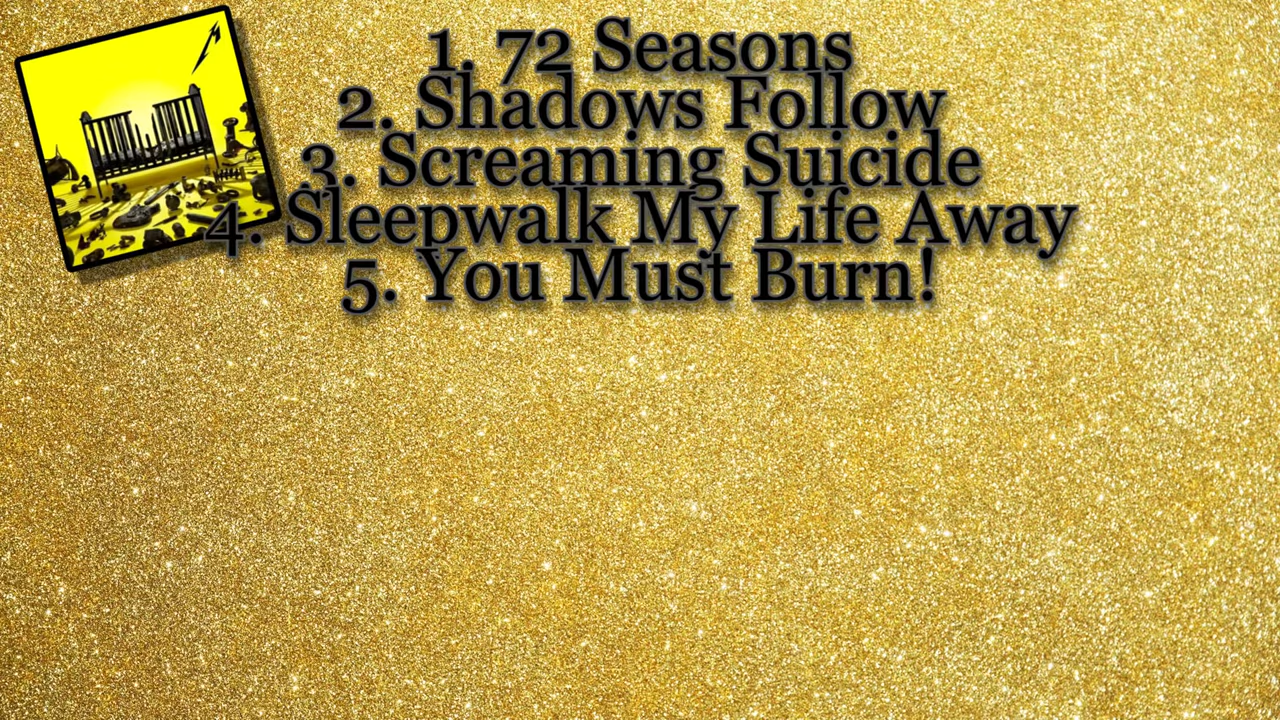 1. 72 Seasons
2. Shadows Follow
3. Screaming Suicide
4. Sleepwalk My Life Away
5. You Must Burn!